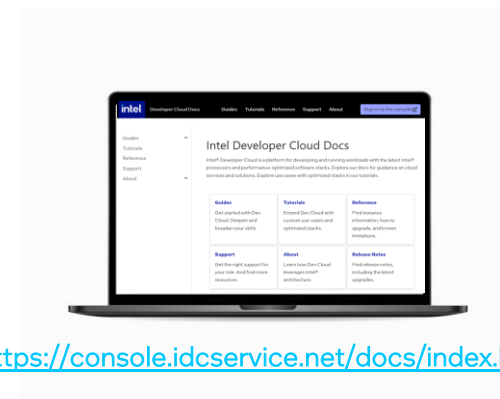 intel Developer Cloud Docs Guides Tutorials Reference Support About Sign in to the console
Guides
Tutorials
Reference
Support
About
Intel Developer Cloud Docs
Intel® Developer Cloud is a platform for developing and running workloads with the latest Intel®
processors and performance-optimized software stacks. Explore our docs for guidance on cloud
services and solutions. Explore use cases with optimized stacks in our tutorials.
Guides
Get started with Dev
Cloud. Deepen and
broaden your skills.
Tutorials
Extend Dev Cloud with
custom use cases and
optimized stacks.
Reference
Find instance
information, how to
upgrade, and known
limitations.
Support
Get the right support for
your role. And find more
resources.
About
Learn how Dev Cloud
leverages Intel®
architecture.
Release Notes
Find release notes,
including the latest
upgrades.
ttps://console.idcservice.net/docs/index.